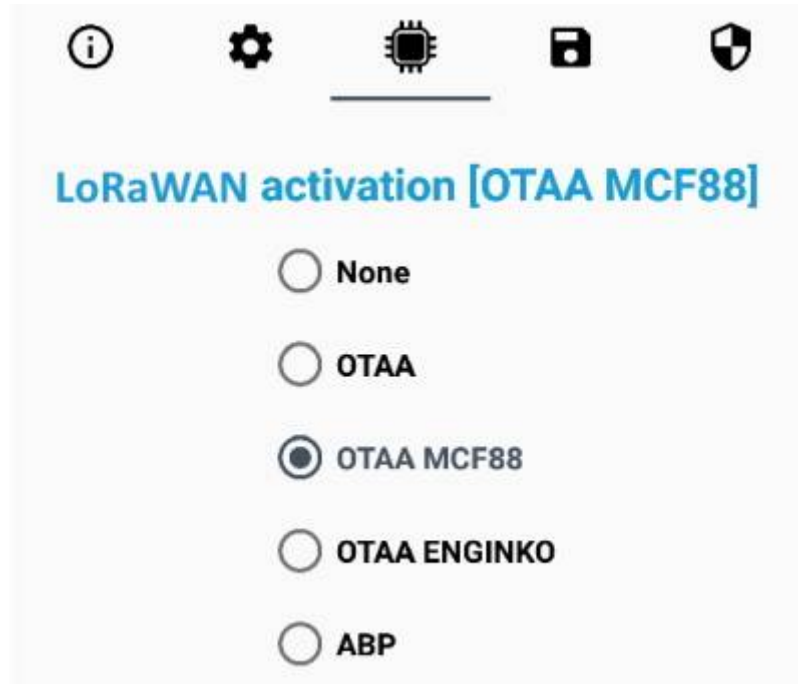 LoRaWAN activation [OTAA MCF88]
None
OTAA
OTAA MCF88
OTAA ENGINKO
ABP